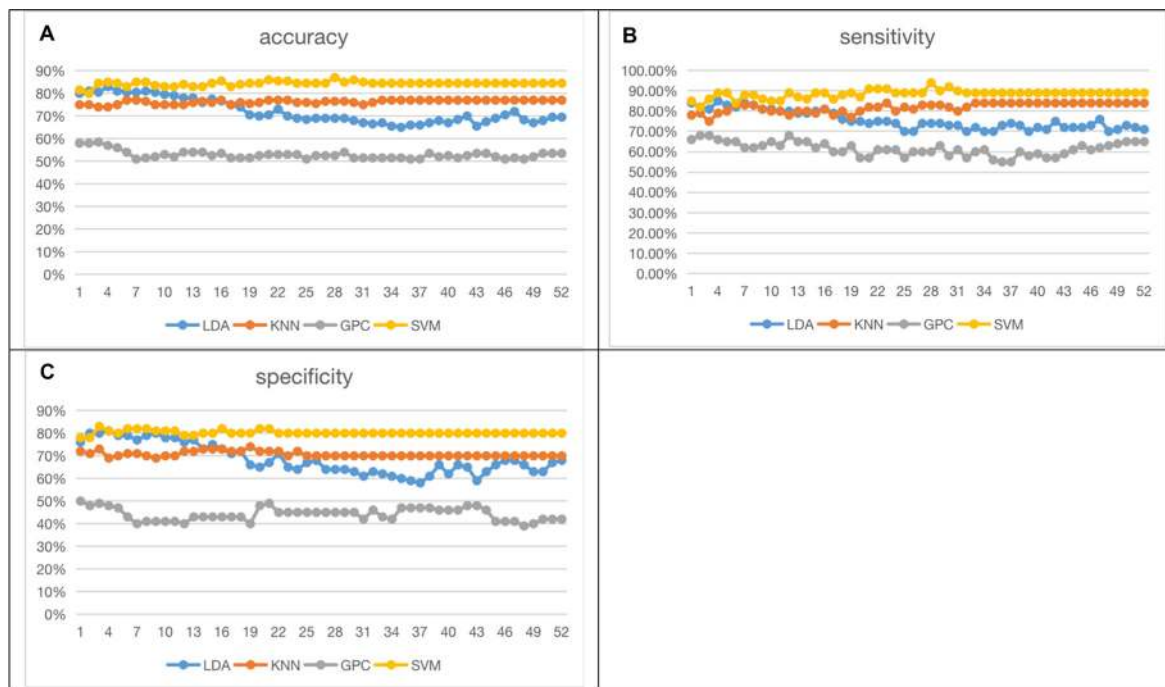 A
accuracy
90%
80%
70%
60%
50%
40%
30%
20%
10%
0%
1 4 7 10 13 16 19 22 25 28 31 34 37 40 43 46 49 52
LDA KNN GPC SVM
B
sensitivity
100.00%
90.00%
80.00%
70.00%
60.00%
50.00%
40.00%
30.00%
20.00%
10.00%
0.00%
1 4 7 10 13 16 19 22 25 28 31 34 37 40 43 46 49 52
LDA KNN GPC SVM
C
specificity
90%
80%
70%
60%
50%
40%
30%
20%
10%
0%
1 4 7 10 13 16 19 22 25 28 31 34 37 40 43 46 49 52
LDA KNN GPC SVM